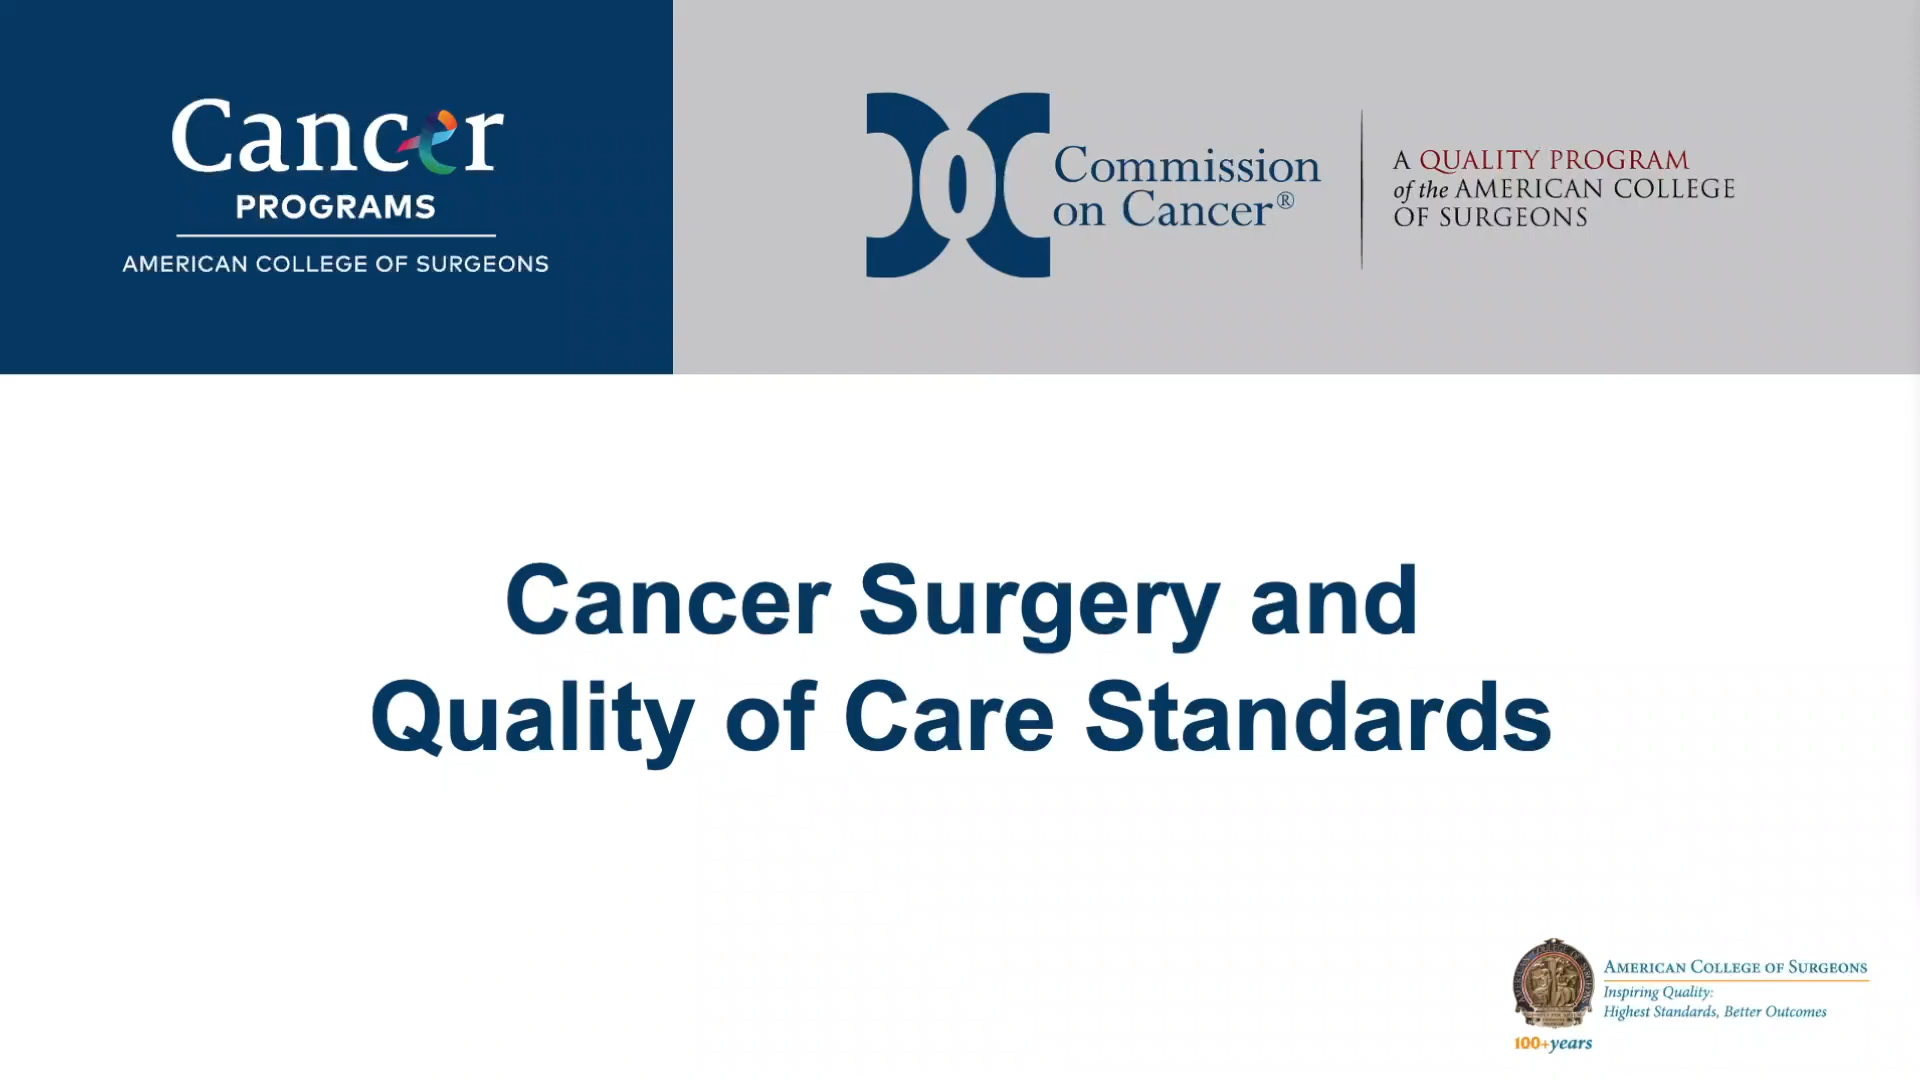 Cancer
PROGRAMS
AMERICAN COLLEGE OF SURGEONS
Commission
on Cancer®
A QUALITY PROGRAM
of the AMERICAN COLLEGE
OF SURGEONS
Cancer Surgery and
Quality of Care Standards
AMERICAN COLLEGE OF SURGEONS
Inspiring Quality:
Highest Standards, Better Outcomes
100+years